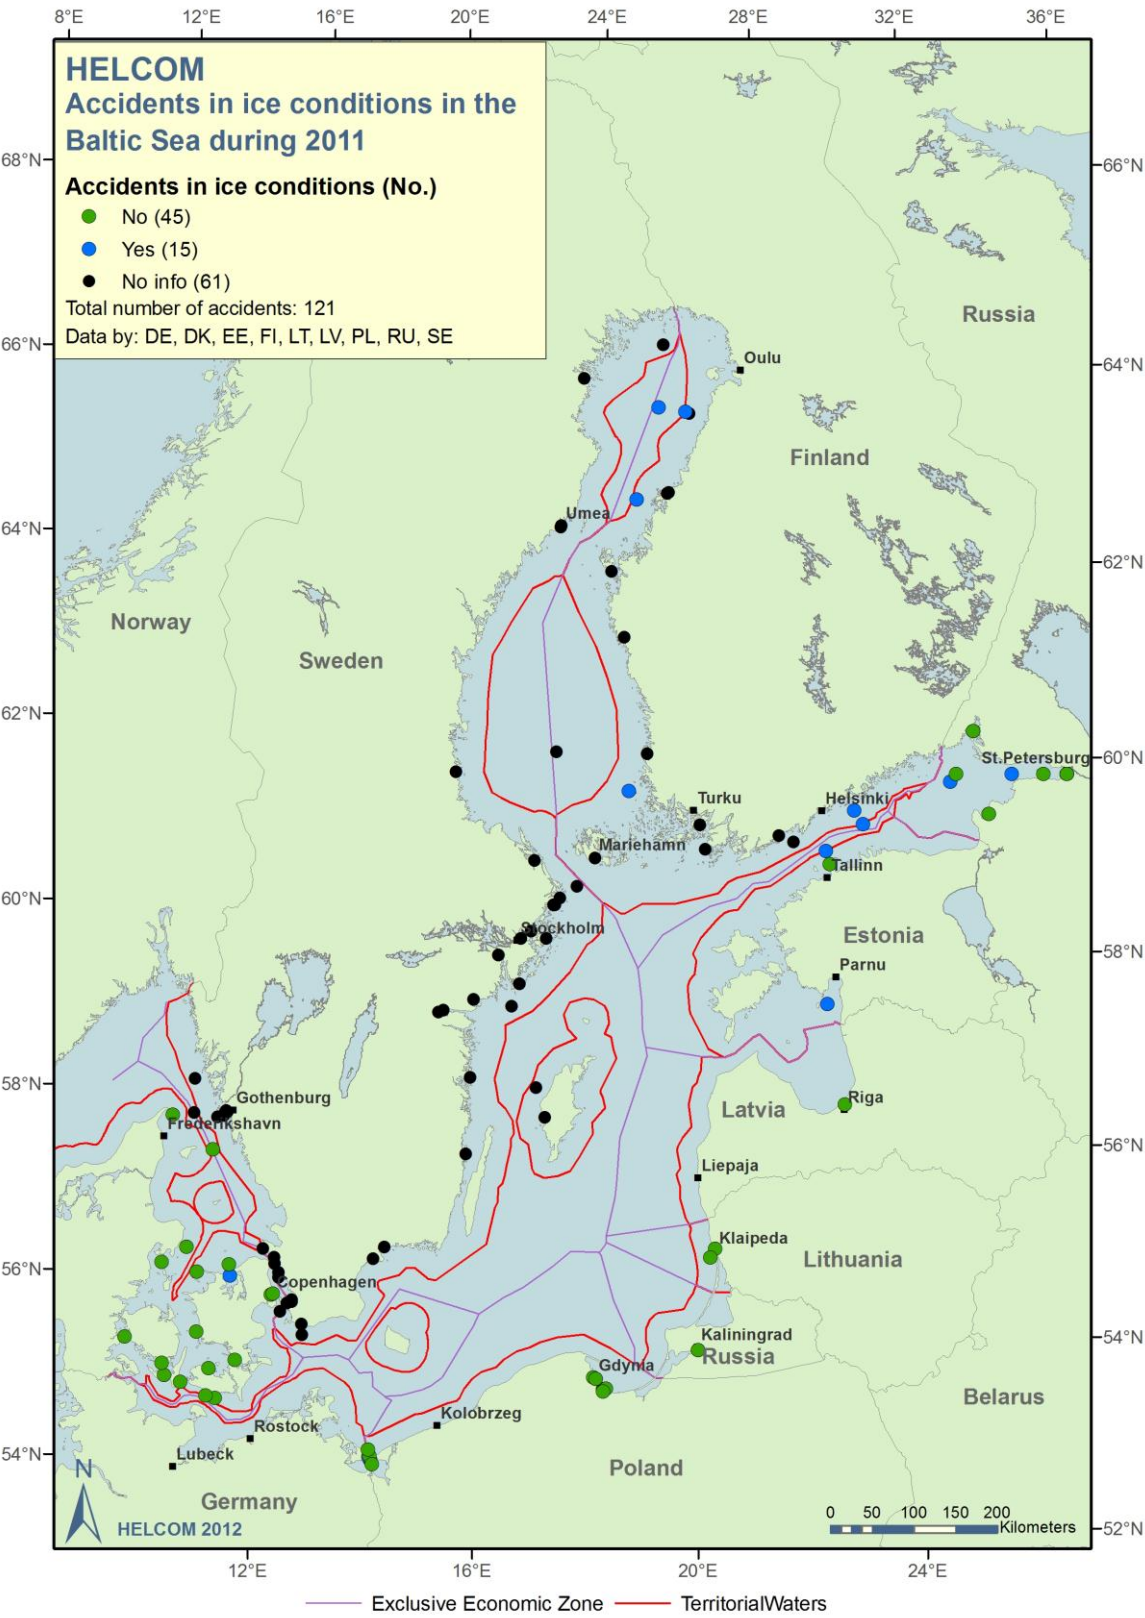 8°E 12°E 16°E 20°E 24°E 28°E 32°E 36°E
HELCOM
Accidents in ice conditions in the
Baltic Sea during 2011
Accidents in ice conditions (No.)
No (45)
Yes (15)
No info (61)
Total number of accidents: 121
Data by: DE, DK, EE, FI, LT, LV, PL, RU, SE
68°N
66°N
Russia
66°N
Oulu
64°N
Finland
Umea
64°N
62°N
Norway
Sweden
62°N
60°N
St.Petersburg
Turku
Helsinki
Mariehamn
Tallinn
60°N
Stockholm
Estonia
58°N
Parnu
58°N
Gothenburg
Riga
Latvia
Frederikshavn
56°N
Liepaja
Klaipeda
Lithuania
56°N
Copenhagen
Kaliningrad
54°N
Russia
Gdynia
Belarus
Kolobrzeg
Rostock
54°N
Lubeck
Poland
N
Germany
0 50 100 150 200
Kilometers
HELCOM 2012
52°N
12°E 16°E 20°E 24°E
Exclusive Economic Zone TerritorialWaters